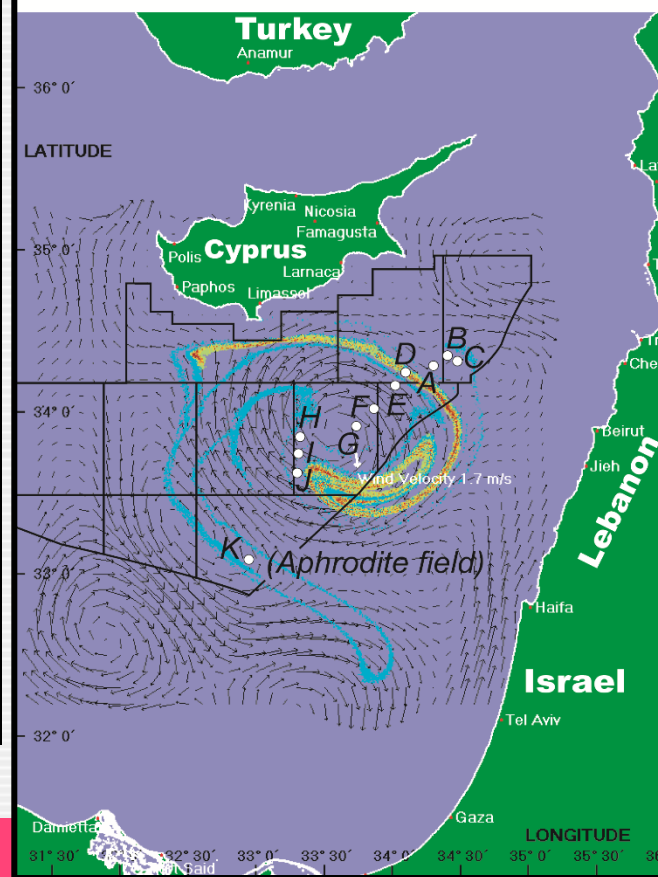 Turkey
Anamur
36° 0´
LATITUDE
Kyrenia Nicosia
Famagusta
35° 0´
Polis Cyprus
Larnaca
Paphos
Limassol
B
D
C
A
E
34° 0´
F
H
G
Beirut
I
Jieh
J
Wind Velocity 1.7 m/s
Lebanon
K
(Aphrodite field)
33° 0´
Haifa
Israel
32° 0´
Tel Aviv
Gaza
Damietta
LONGITUDE
31° 30´ 32° 30´ 33° 0´ 33° 30´ 34° 0´ 34° 30´ 35° 0´ 35° 30´
Said